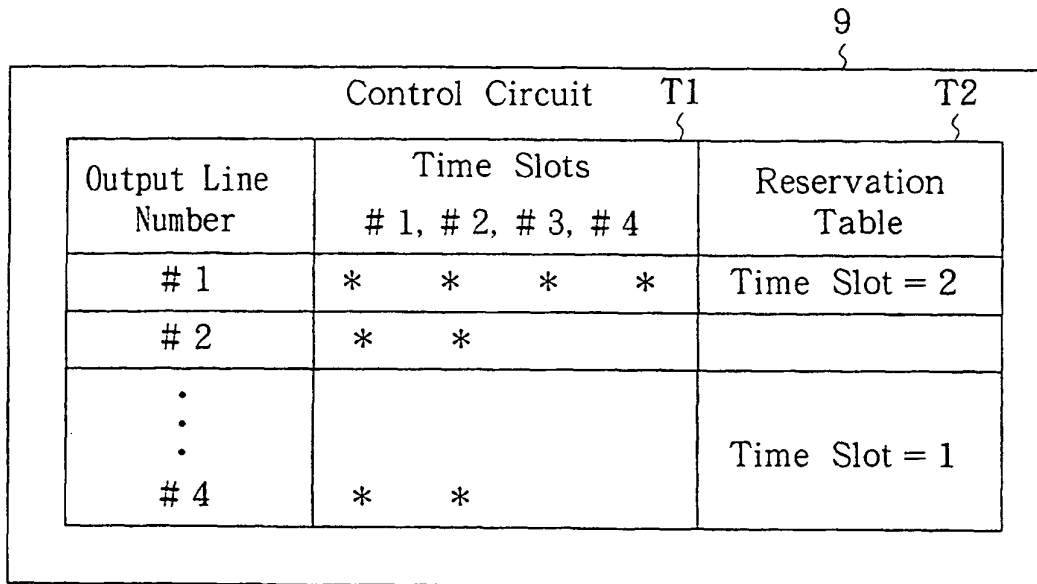 9
Control Circuit T1 T2
Output Line Number
Time Slots
# 1, # 2, # 3, # 4
Reservation Table
# 1 * * * * Time Slot = 2
# 2 * *
Time Slot = 1
# 4 * *